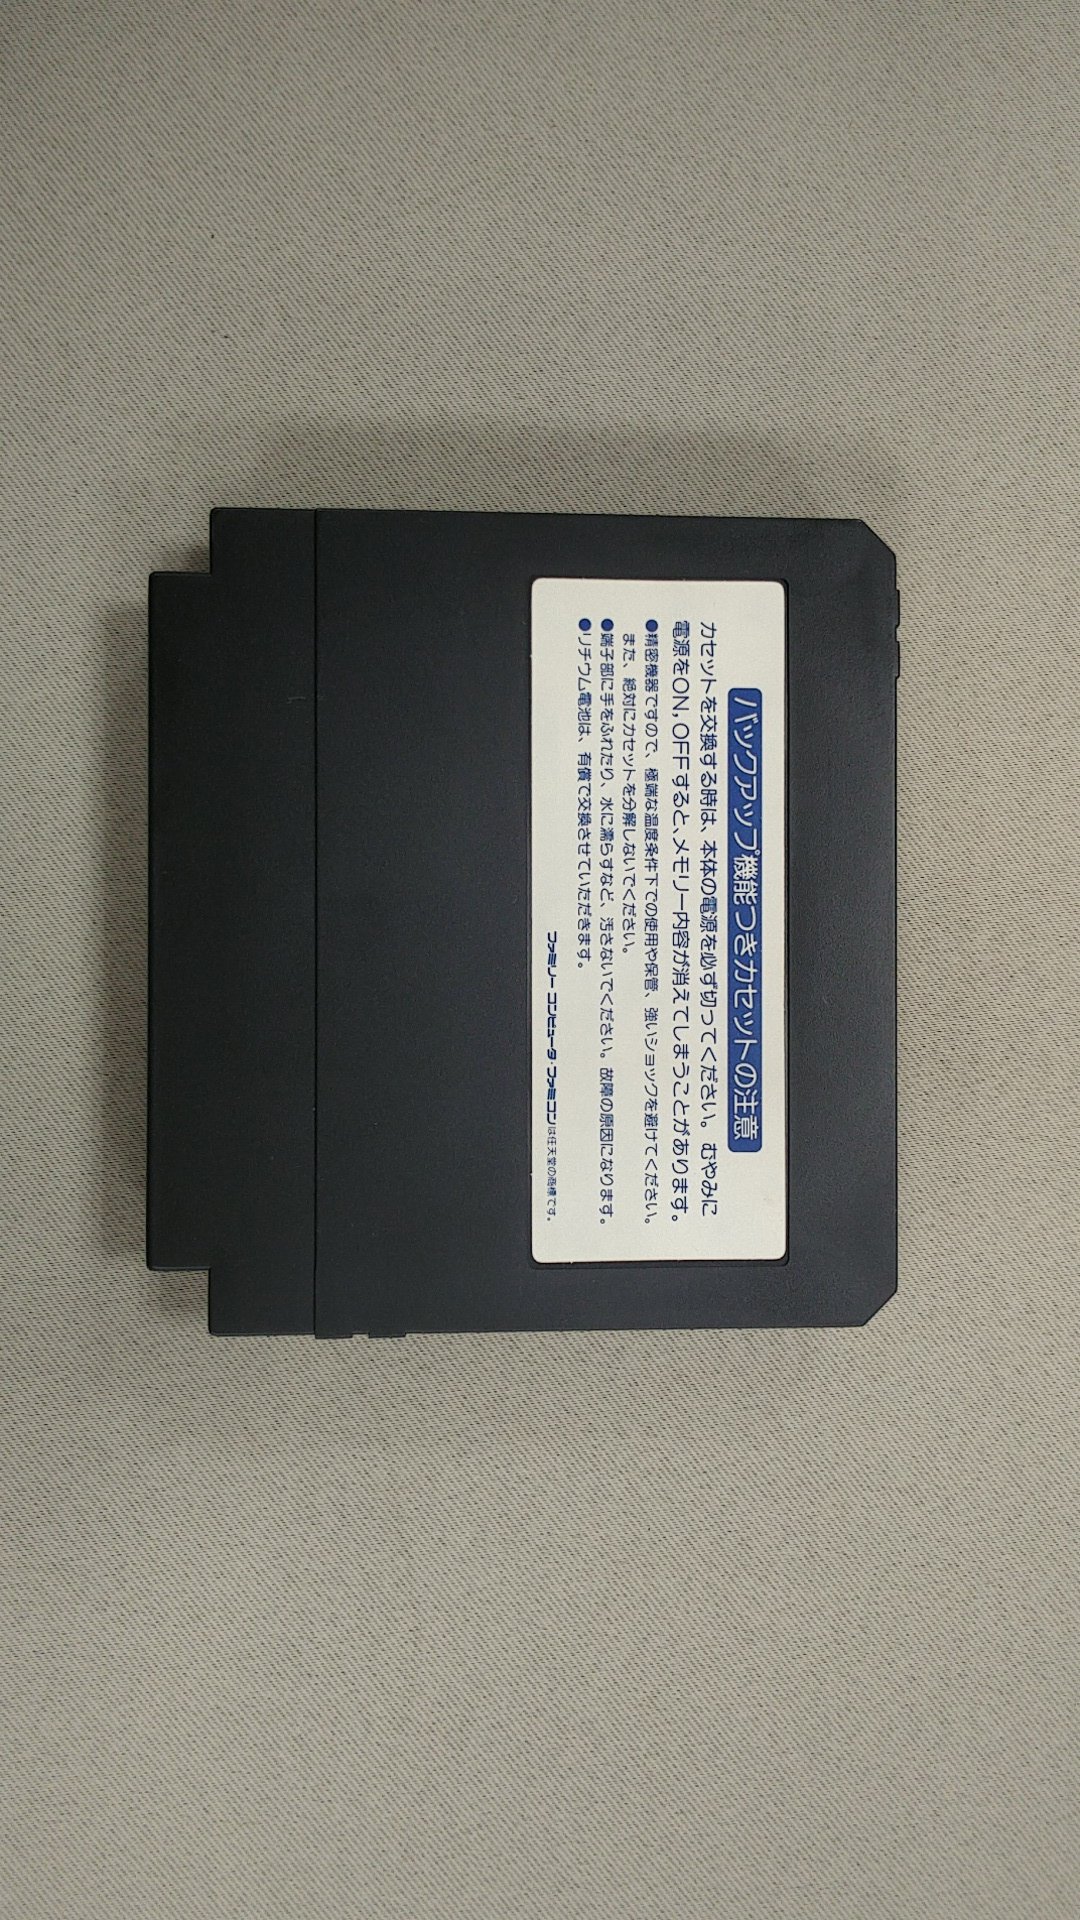 バックアップ機能つきカセットの注意
カセットを交換する時は、本体の電源を必ず切ってください。むやみに
電源をON,OFFすると、メモリー内容が消えてしまうことがあります。
●精密機器ですので、極端な温度条件下での使用や保管、強いショックを避けてください。
また、絶対にカセットを分解しないでください。
●端子部に手をふれたり、水に濡らすなど、汚さないでください。故障の原因になります。
●リチウム電池は、有償で交換させていただきます。
ファミリーコンピュータ・ファミコンは任天堂の商標です。